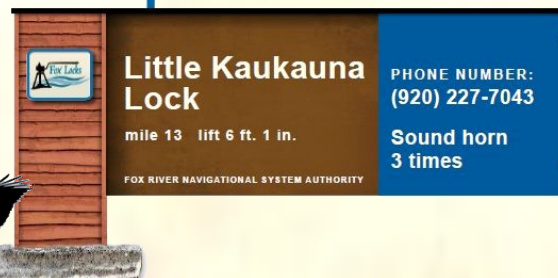 Fox Locks
Little Kaukauna
Lock
mile 13 lift 6 ft. 1 in.
FOX RIVER NAVIGATIONAL SYSTEM AUTHORITY
PHONE NUMBER:
(920) 227-7043
Sound horn
3 times